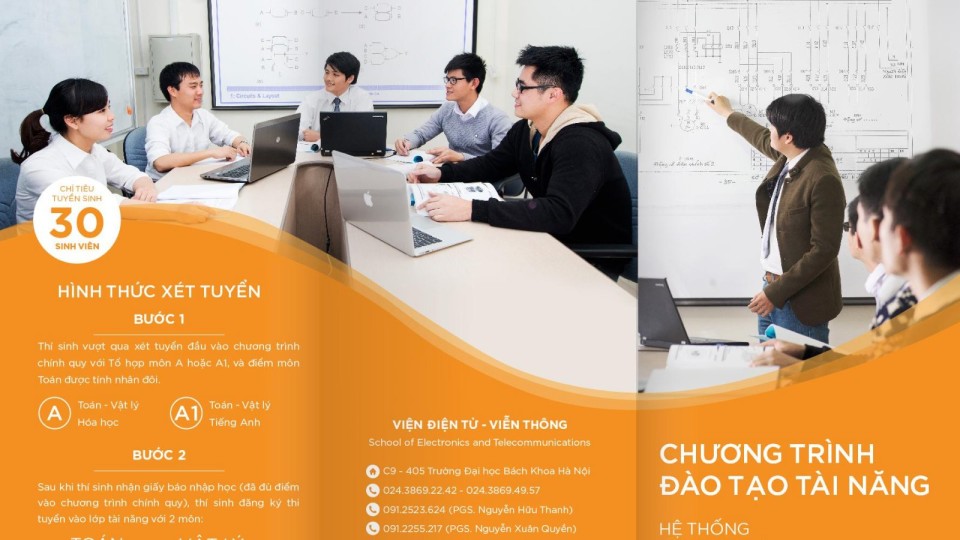 1: Circuits & Layout
CHỈ TIÊU
TUYỂN SINH
30
SINH VIÊN
HÌNH THỨC XÉT TUYỂN
BƯỚC 1
Thí sinh vượt qua xét tuyển đầu vào chương trình
chính quy với Tổ hợp môn A hoặc A1, và điểm môn
Toán được tính nhân đôi.
A
Toán - Vật lý
Hóa học
A1
Toán - Vật lý
Tiếng Anh
BƯỚC 2
Sau khi thí sinh nhận giấy báo nhập học (đã đủ điểm
vào chương trình chính quy), thí sinh đăng ký thi
tuyển vào lớp tài năng với 2 môn:
VIỆN ĐIỆN TỬ - VIỄN THÔNG
School of Electronics and Telecommunications
C9 - 405 Trường Đại học Bách Khoa Hà Nội
024.3869.22.42 - 024.3869.49.57
091.2523.624 (PGS. Nguyễn Hữu Thanh)
091.2255.217 (PGS. Nguyễn Xuân Quyền)
CHƯƠNG TRÌNH
ĐÀO TẠO TÀI NĂNG
HỆ THỐNG